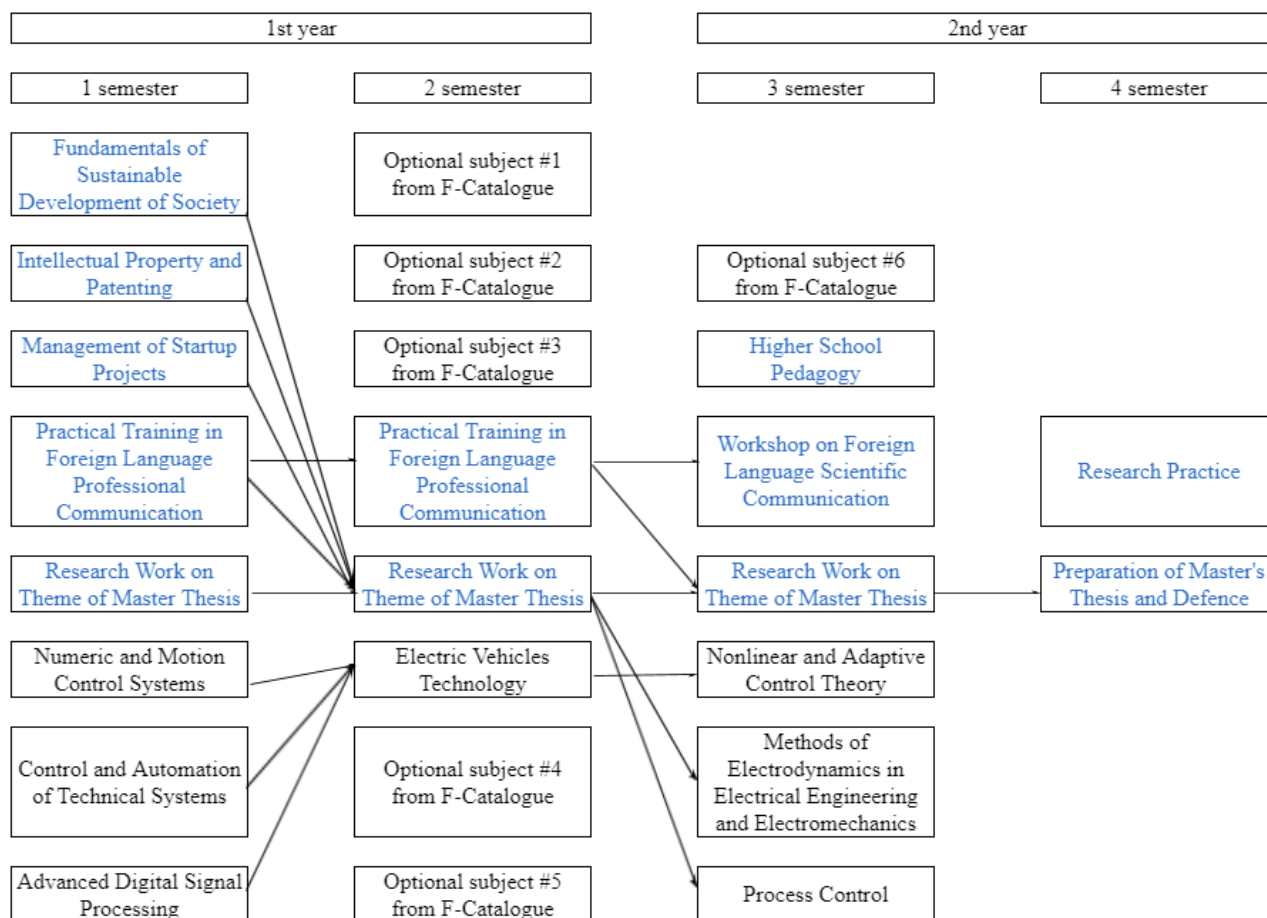 1st year
2nd year
1 semester
2 semester
3 semester
4 semester
Fundamentals of
Sustainable
Development of Society
Optional subject #1
from F-Catalogue
Intellectual Property and
Patenting
Optional subject #2
from F-Catalogue
Optional subject #6
from F-Catalogue
Management of Startup
Projects
Optional subject #3
from F-Catalogue
Higher School
Pedagogy
Practical Training in
Foreign Language
Professional
Communication
Practical Training in
Foreign Language
Professional
Communication
Workshop on Foreign
Language Scientific
Communication
Research Practice
Research Work on
Theme of Master Thesis
Research Work on
Theme of Master Thesis
Research Work on
Theme of Master Thesis
Preparation of Master's
Thesis and Defence
Numeric and Motion
Control Systems
Electric Vehicles
Technology
Nonlinear and Adaptive
Control Theory
Control and Automation
of Technical Systems
Optional subject #4
from F-Catalogue
Methods of
Electrodynamics in
Electrical Engineering
and Electromechanics
Advanced Digital Signal
Processing
Optional subject #5
from F-Catalogue
Process Control